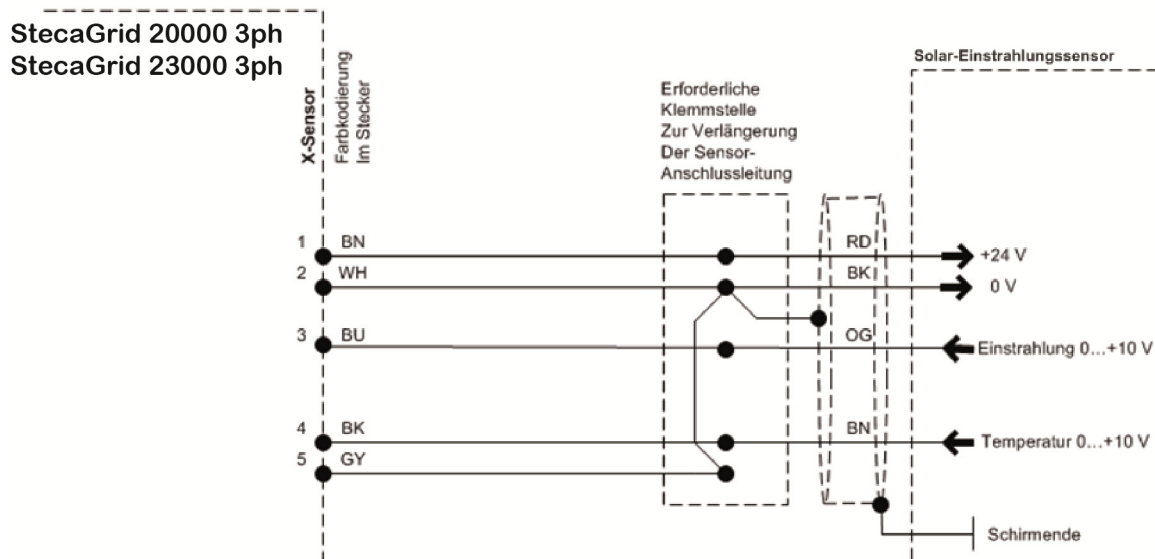 StecaGrid 20000 3ph
StecaGrid 23000 3ph
X-Sensor
Farbkodierung
Im Stecker
Erforderliche
Klemmstelle
Zur Verlängerung
Der Sensor-
Anschlussleitung
Solar-Einstrahlungssensor
1 BN RD +24 V
2 WH BK 0 V
3 BU OG Einstrahlung 0...+10 V
4 BK BN Temperatur 0...+10 V
5 GY
Schirmende